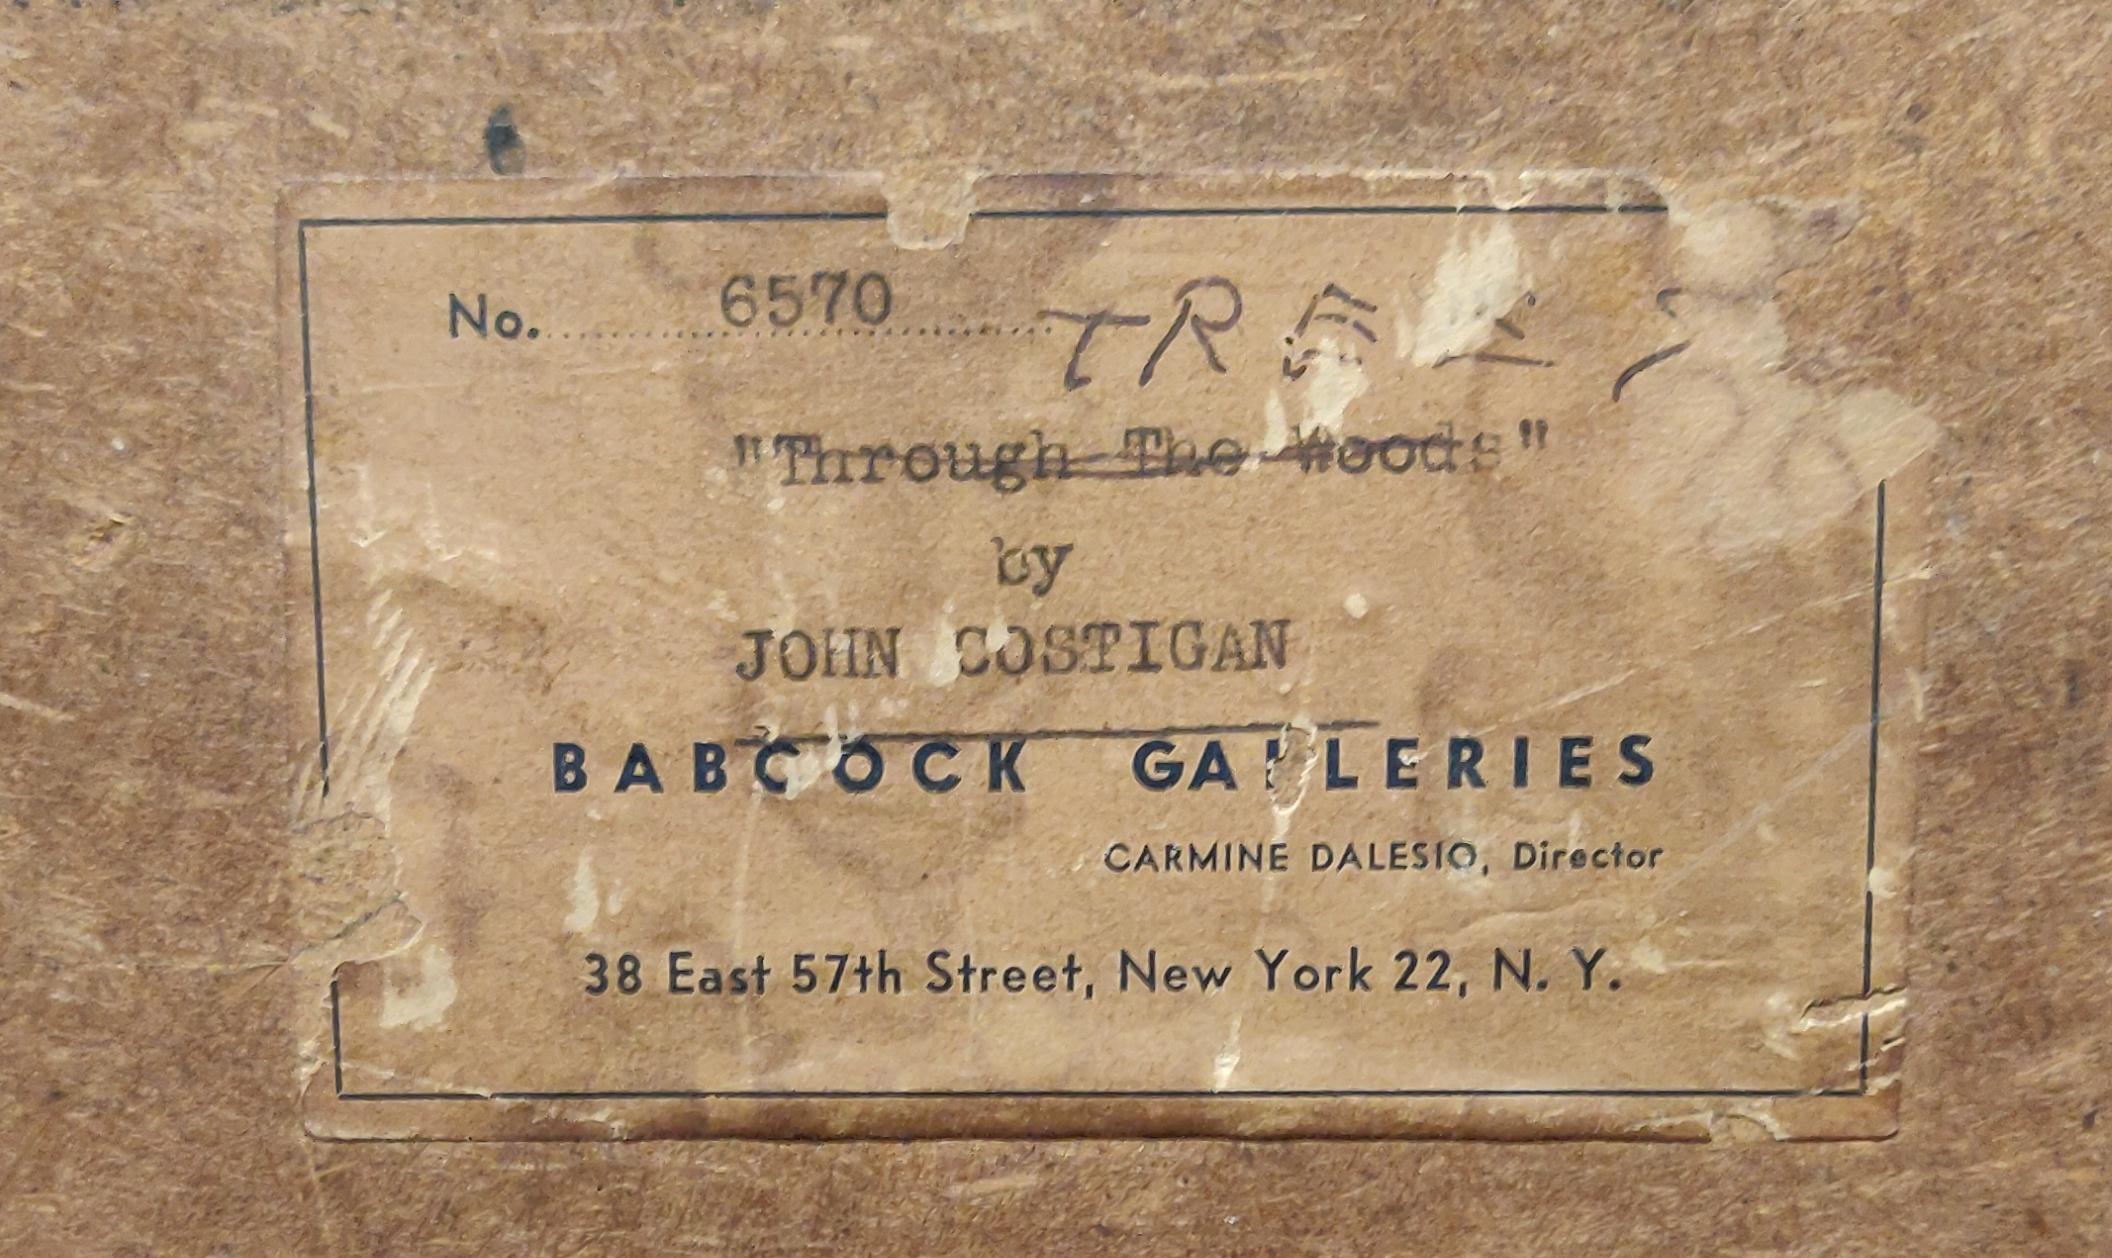 No. 6570 TREES
"Through The Woods"
by
JOHN COSTIGAN
BABCOCK GALLERIES
CARMINE DALESIO, Director
38 East 57th Street, New York 22, N. Y.